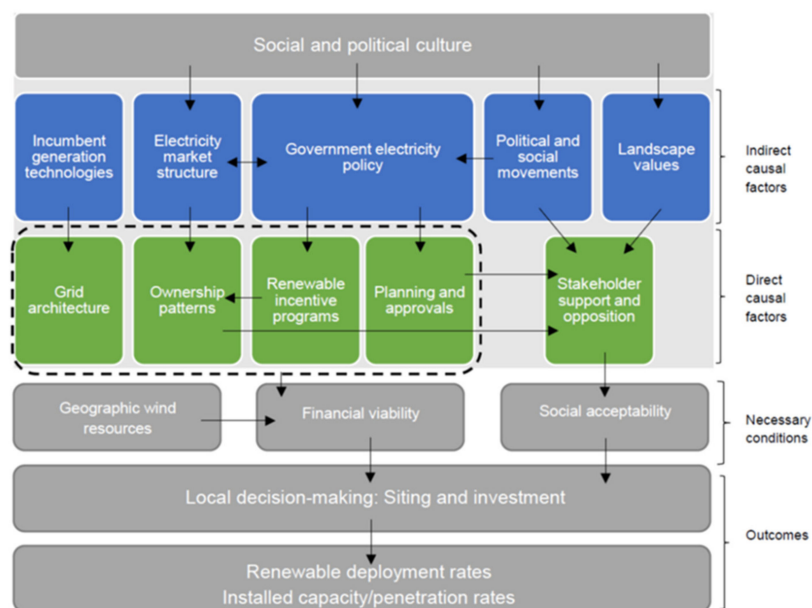 Social and political culture
Incumbent
generation
technologies
Electricity
market
structure
Government electricity
policy
Political and
social
movements
Landscape
values
Indirect
causal
factors
Grid
architecture
Ownership
patterns
Renewable
incentive
programs
Planning and
approvals
Stakeholder
support and
opposition
Direct
causal
factors
Geographic wind
resources
Financial viability
Social acceptability
Necessary
conditions
Local decision-making: Siting and investment
Outcomes
Renewable deployment rates
Installed capacity/penetration rates